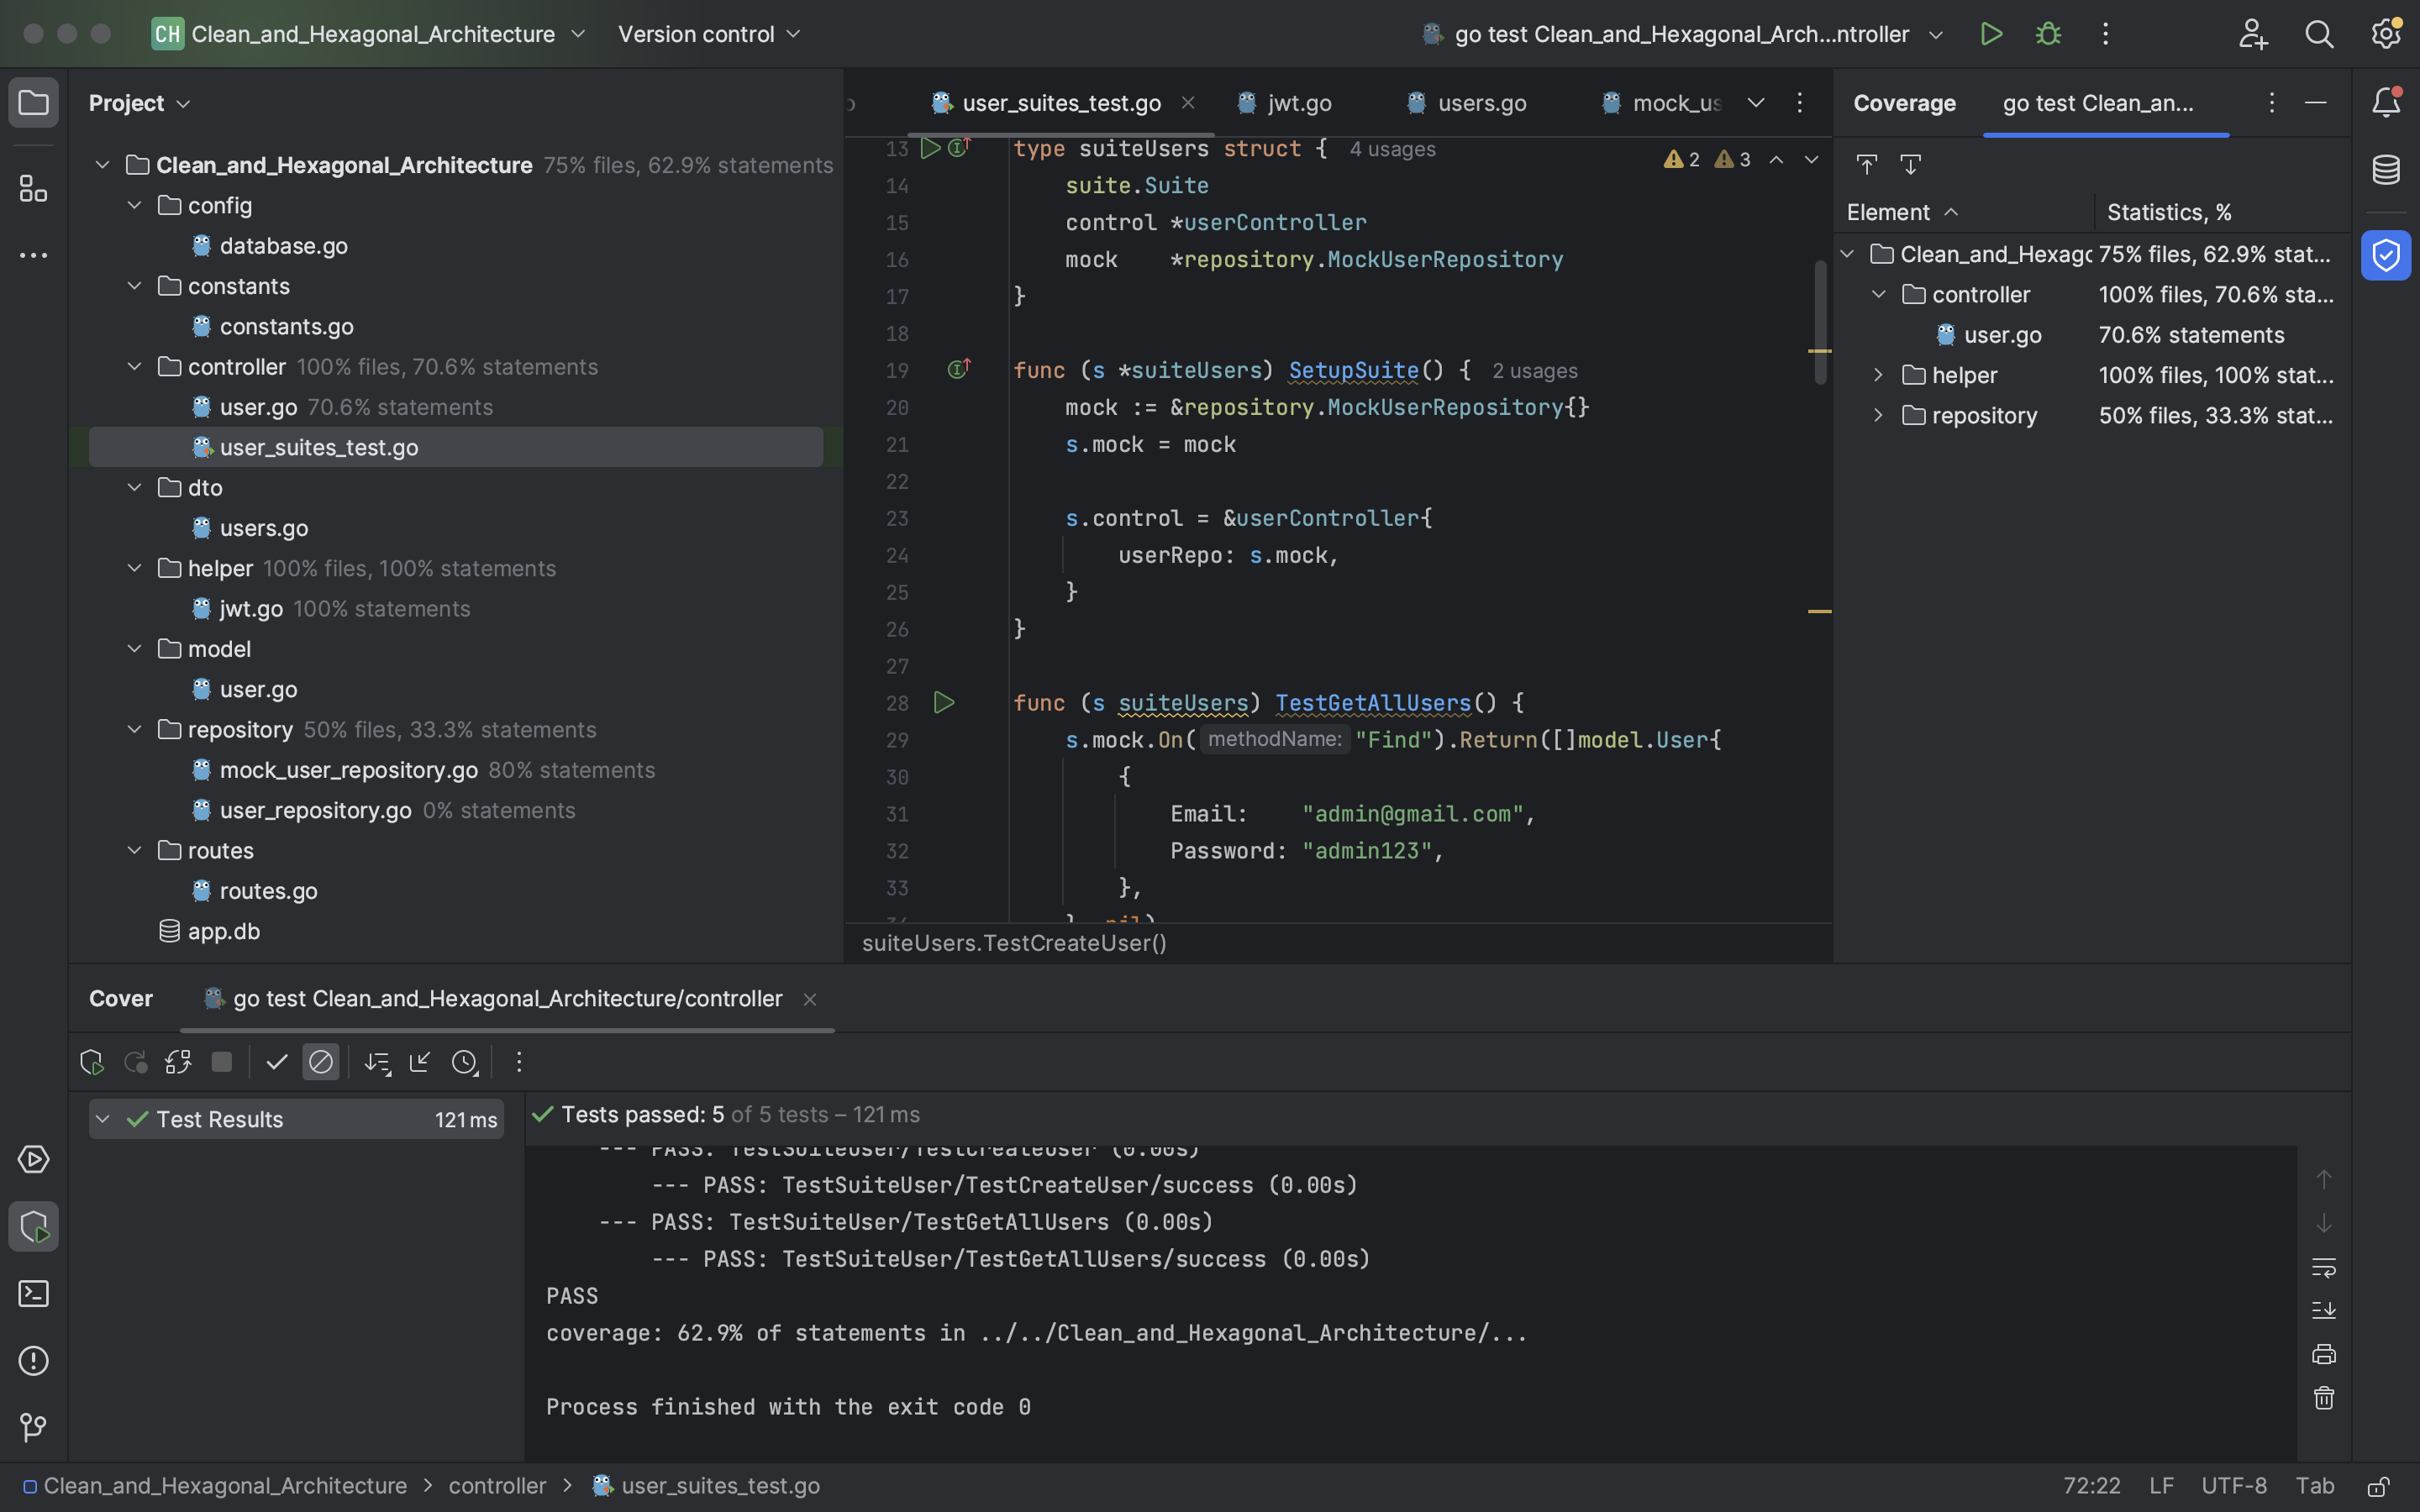 CH Clean_and_Hexagonal_Architecture Version control go test Clean_and_Hexagonal_Arch...ntroller
Project
Clean_and_Hexagonal_Architecture 75% files, 62.9% statements
config
database.go
constants
constants.go
controller 100% files, 70.6% statements
user.go 70.6% statements
user_suites_test.go
dto
users.go
helper 100% files, 100% statements
jwt.go 100% statements
model
user.go
repository 50% files, 33.3% statements
mock_user_repository.go 80% statements
user_repository.go 0% statements
routes
routes.go
app.db
user_suites_test.go jwt.go users.go mock_us
2 3
13 type suiteUsers struct { 4 usages
14 suite.Suite
15 control *userController
16 mock *repository.MockUserRepository
17 }
18
19 func (s *suiteUsers) SetupSuite() { 2 usages
20 mock := &repository.MockUserRepository{}
21 s.mock = mock
22
23 s.control = &userController{
24 userRepo: s.mock,
25 }
26 }
27
28 func (s suiteUsers) TestGetAllUsers() {
29 s.mock.On( methodName: "Find").Return([]model.User{
30 {
31 Email: "admin@gmail.com",
32 Password: "admin123",
33 },
suiteUsers.TestCreateUser()
Coverage go test Clean_an...
Element Statistics, %
Clean_and_Hexagc 75% files, 62.9% stat...
controller 100% files, 70.6% sta...
user.go 70.6% statements
helper 100% files, 100% stat...
repository 50% files, 33.3% stat...
Cover go test Clean_and_Hexagonal_Architecture/controller
Test Results 121 ms
Tests passed: 5 of 5 tests – 121 ms
--- PASS: TestSuiteUser/TestCreateUser (0.00s)
--- PASS: TestSuiteUser/TestCreateUser/success (0.00s)
--- PASS: TestSuiteUser/TestGetAllUsers (0.00s)
--- PASS: TestSuiteUser/TestGetAllUsers/success (0.00s)
PASS
coverage: 62.9% of statements in ../../Clean_and_Hexagonal_Architecture/...
Process finished with the exit code 0
Clean_and_Hexagonal_Architecture > controller > user_suites_test.go 72:22 LF UTF-8 Tab